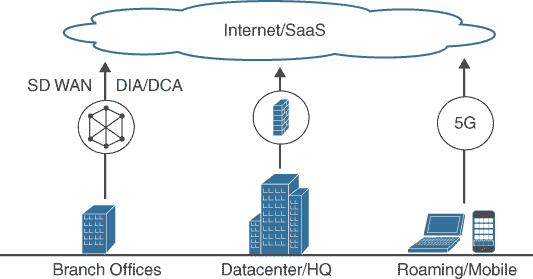 Internet/SaaS
SD WAN DIA/DCA
5G
Branch Offices Datacenter/HQ Roaming/Mobile